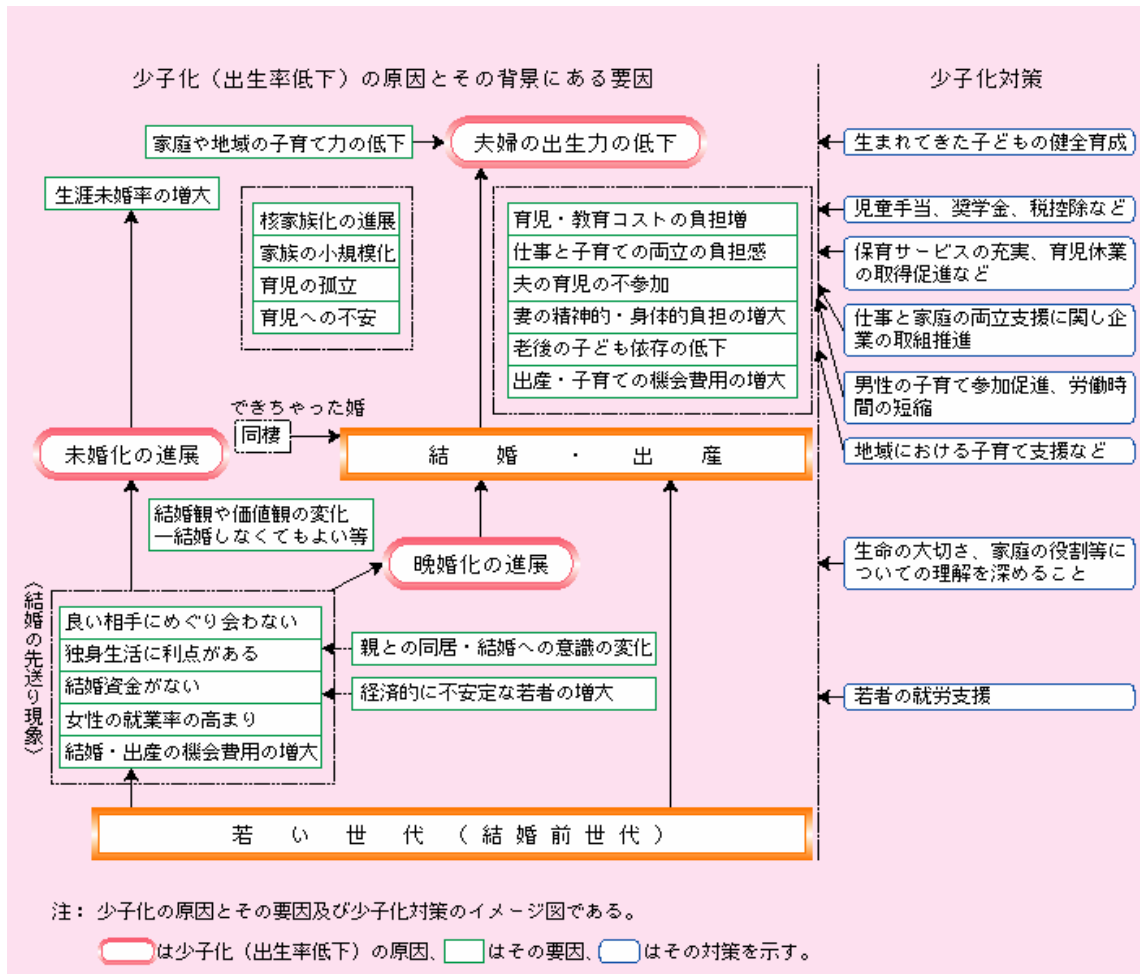 少子化（出生率低下）の原因とその背景にある要因
少子化対策
家庭や地域の子育て力の低下
夫婦の出生力の低下
生まれてきた子どもの健全育成
生涯未婚率の増大
核家族化の進展
家族の小規模化
育児の孤立
育児への不安
育児・教育コストの負担増
仕事と子育ての両立の負担感
夫の育児の不参加
妻の精神的・身体的負担の増大
老後の子ども依存の低下
出産・子育ての機会費用の増大
児童手当、奨学金、税控除など
保育サービスの充実、育児休業
の取得促進など
仕事と家庭の両立支援に関し企
業の取組推進
男性の子育て参加促進、労働時
間の短縮
地域における子育て支援など
できちゃった婚
同棲
未婚化の進展
結婚・出産
結婚観や価値観の変化
―結婚しなくてもよい等
晩婚化の進展
生命の大切さ、家庭の役割等に
ついての理解を深めること
〈結婚の先送り現象〉
良い相手にめぐり会わない
独身生活に利点がある
結婚資金がない
女性の就業率の高まり
結婚・出産の機会費用の増大
親との同居・結婚への意識の変化
経済的に不安定な若者の増大
若者の就労支援
若い世代（結婚前世代）
注：少子化の原因とその要因及び少子化対策のイメージ図である。
は少子化（出生率低下）の原因、はその要因、はその対策を示す。